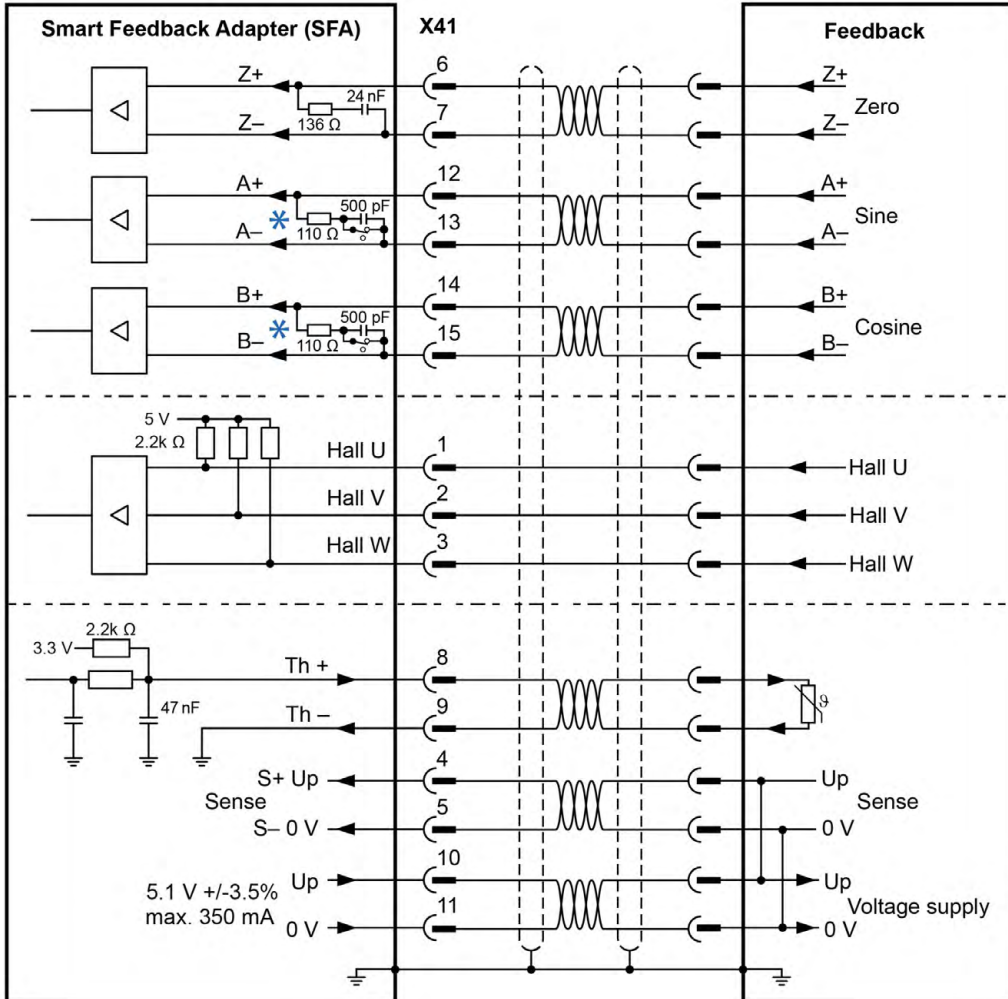 Smart Feedback Adapter (SFA) X41 Feedback
Z+ 6 Z+
24 nF
Zero
136 Ω
Z– 7 Z–
A+ 12 A+
500 pF
* Sine
110 Ω
A– 13 A–
B+ 14 B+
500 pF
* Cosine
110 Ω
B– 15 B–
5 V
2.2k Ω
Hall U 1 Hall U
Hall V 2 Hall V
Hall W 3 Hall W
2.2k Ω
3.3 V
Th + 8
47 nF ϑ
Th – 9
S+ Up 4 Up
Sense Sense
S– 0 V 5 0 V
Up 10 Up
5.1 V +/-3.5%
max. 350 mA
Voltage supply
0 V 11 0 V